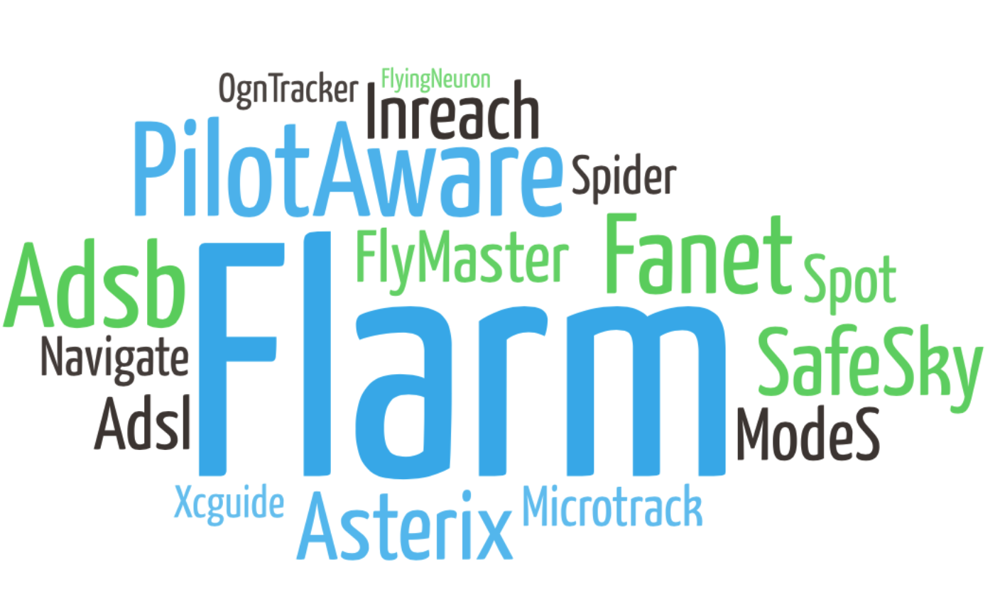 FlyingNeuron
OgnTracker
Inreach
PilotAware
Spider
Fanet
FlyMaster
Adsb
Spot
Flarm
SafeSky
Navigate
Adsl
ModeS
Xcguide
Microtrack
Asterix